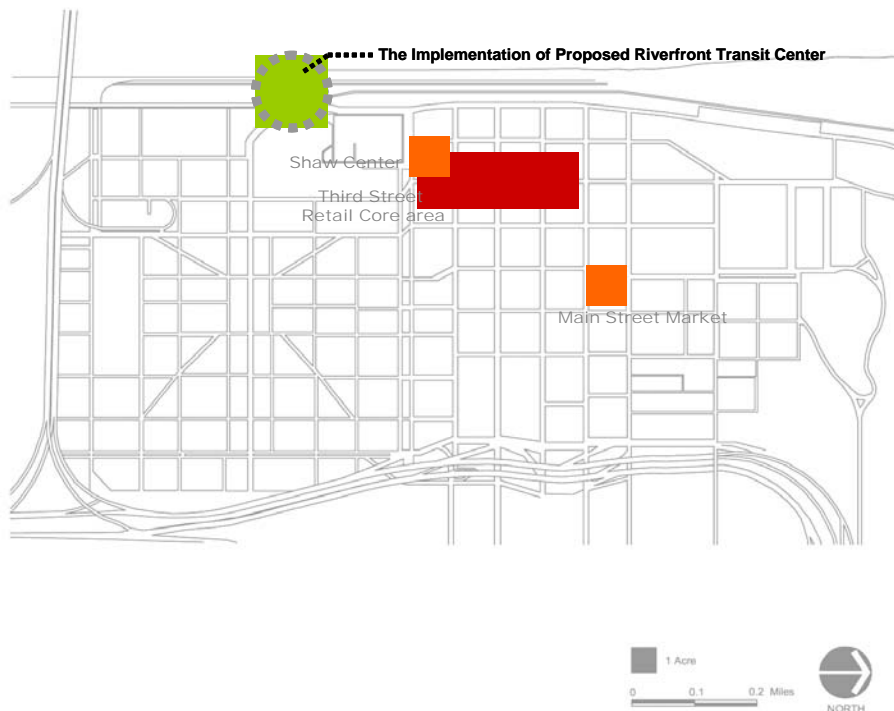 The Implementation of Proposed Riverfront Transit Center
Shaw Center
Third Street
Retail Core area
Main Street Market
1 Acre
0 0.1 0.2 Miles
NORTH